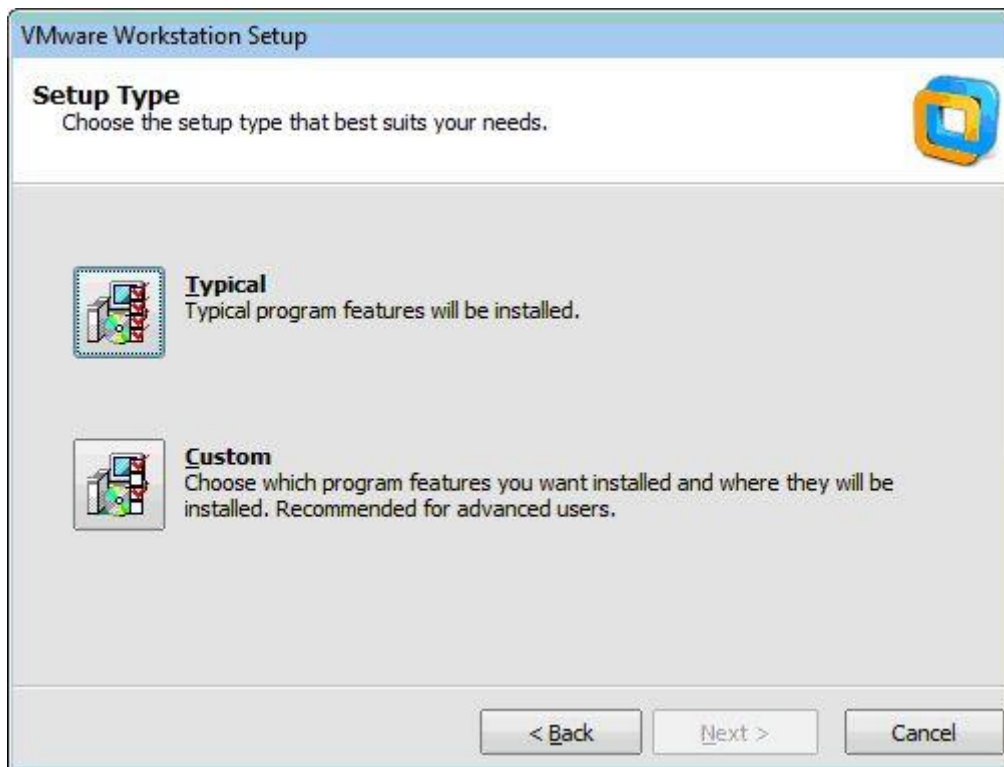 VMware Workstation Setup
Setup Type
Choose the setup type that best suits your needs.
Typical
Typical program features will be installed.
Custom
Choose which program features you want installed and where they will be
installed. Recommended for advanced users.
< Back
Next >
Cancel